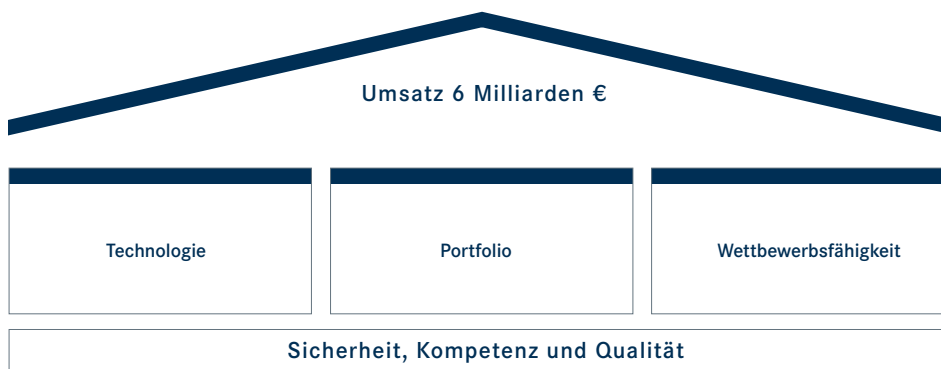 Umsatz 6 Milliarden €
Technologie
Portfolio
Wettbewerbsfähigkeit
Sicherheit, Kompetenz und Qualität